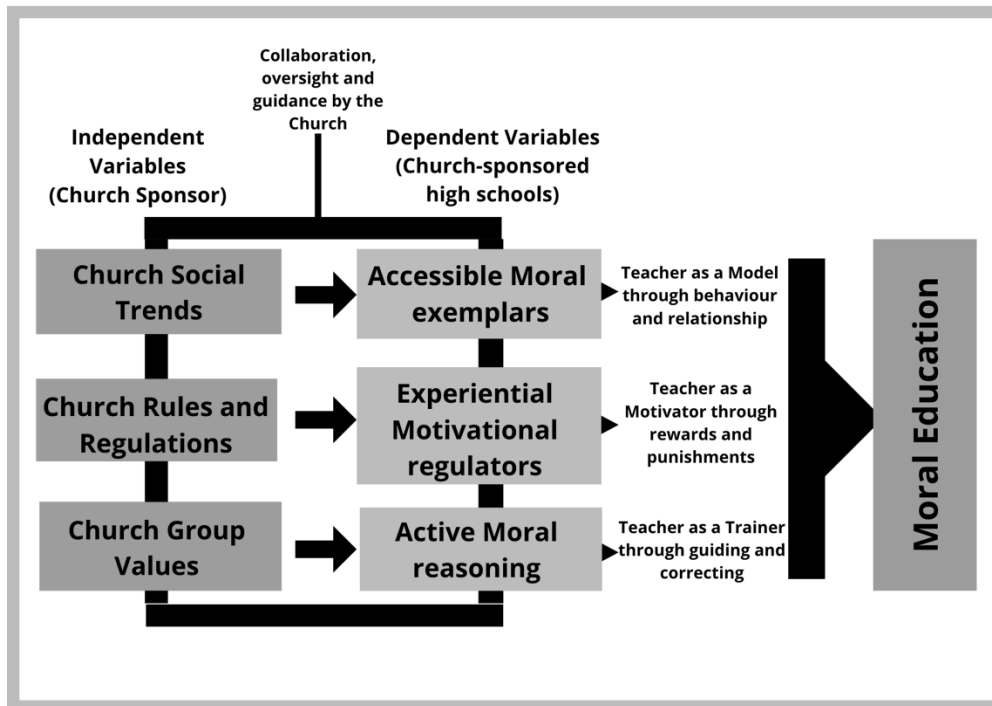 Collaboration,
oversight and
guidance by the
Church
Independent
Variables
(Church Sponsor)
Dependent Variables
(Church-sponsored
high schools)
Church Social
Trends
Accessible Moral
exemplars
Teacher as a Model
through behaviour
and relationship
Church Rules and
Regulations
Experiential
Motivational
regulators
Teacher as a
Motivator through
rewards and
punishments
Church Group
Values
Active Moral
reasoning
Teacher as a Trainer
through guiding and
correcting
Moral Education